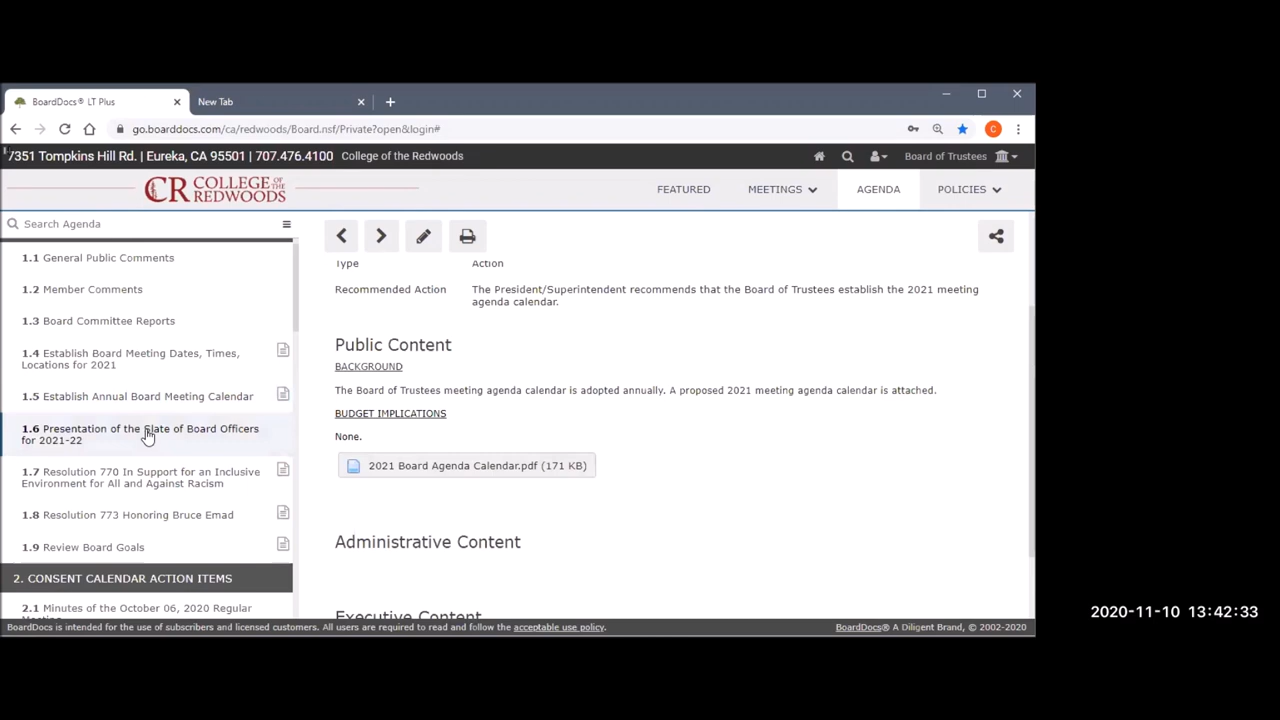 BoardDocs® LT Plus
New Tab
go.boarddocs.com/ca/redwoods/Board.nsf/Private?open&login#
7351 Tompkins Hill Rd. | Eureka, CA 95501 | 707.476.4100 College of the Redwoods
Board of Trustees
CR COLLEGE OF THE REDWOODS
FEATURED MEETINGS AGENDA POLICIES
Search Agenda
1.1 General Public Comments
1.2 Member Comments
1.3 Board Committee Reports
1.4 Establish Board Meeting Dates, Times,
Locations for 2021
1.5 Establish Annual Board Meeting Calendar
1.6 Presentation of the Slate of Board Officers
for 2021-22
1.7 Resolution 770 In Support for an Inclusive
Environment for All and Against Racism
1.8 Resolution 773 Honoring Bruce Emad
1.9 Review Board Goals
2. CONSENT CALENDAR ACTION ITEMS
2.1 Minutes of the October 06, 2020 Regular
Meeting
Type Action
Recommended Action The President/Superintendent recommends that the Board of Trustees establish the 2021 meeting
agenda calendar.
Public Content
BACKGROUND
The Board of Trustees meeting agenda calendar is adopted annually. A proposed 2021 meeting agenda calendar is attached.
BUDGET IMPLICATIONS
None.
2021 Board Agenda Calendar.pdf (171 KB)
Administrative Content
Executive Content
BoardDocs is intended for the use of subscribers and licensed customers. All users are required to read and follow the acceptable use policy.
BoardDocs® A Diligent Brand, © 2002-2020
C
2020-11-10 13:42:33